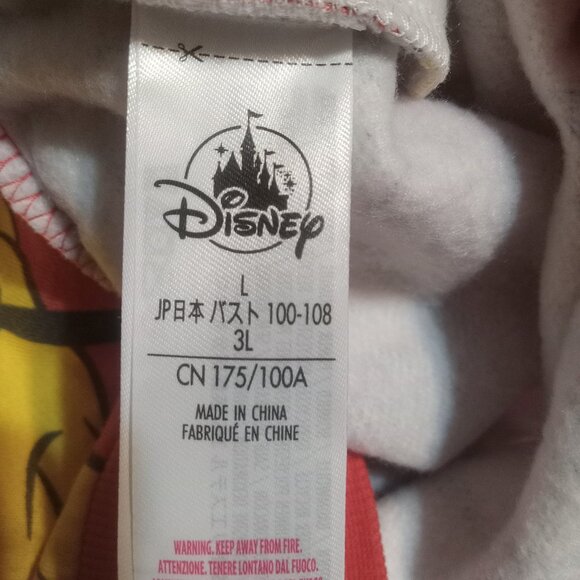 Disney
L
JP日本 バスト 100-108
3L
CN 175/100A
MADE IN CHINA
FABRIQUÉ EN CHINE
WARNING. KEEP AWAY FROM FIRE.
ATTENZIONE. TENERE LONTANO DAL FUOCO.